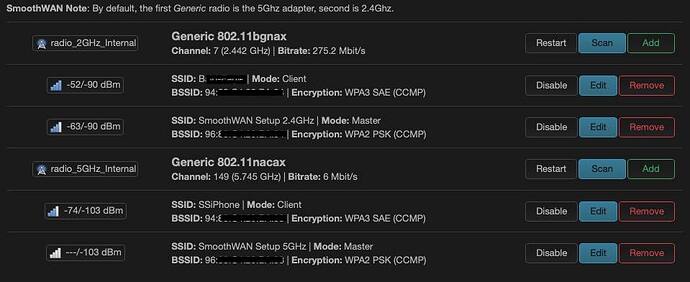 SmoothWAN Note: By default, the first Generic radio is the 5Ghz adapter, second is 2.4Ghz.
radio_2GHz_Internal Generic 802.11bgnax Restart Scan Add
Channel: 7 (2.442 GHz) | Bitrate: 275.2 Mbit/s
-52/-90 dBm SSID: B | Mode: Client Disable Edit Remove
BSSID: 94: | Encryption: WPA3 SAE (CCMP)
-63/-90 dBm SSID: SmoothWAN Setup 2.4GHz | Mode: Master Disable Edit Remove
BSSID: 96: | Encryption: WPA2 PSK (CCMP)
radio_5GHz_Internal Generic 802.11nacax Restart Scan Add
Channel: 149 (5.745 GHz) | Bitrate: 6 Mbit/s
-74/-103 dBm SSID: SSiPhone | Mode: Client Disable Edit Remove
BSSID: 94: | Encryption: WPA3 SAE (CCMP)
---/-103 dBm SSID: SmoothWAN Setup 5GHz | Mode: Master Disable Edit Remove
BSSID: 96: | Encryption: WPA2 PSK (CCMP)